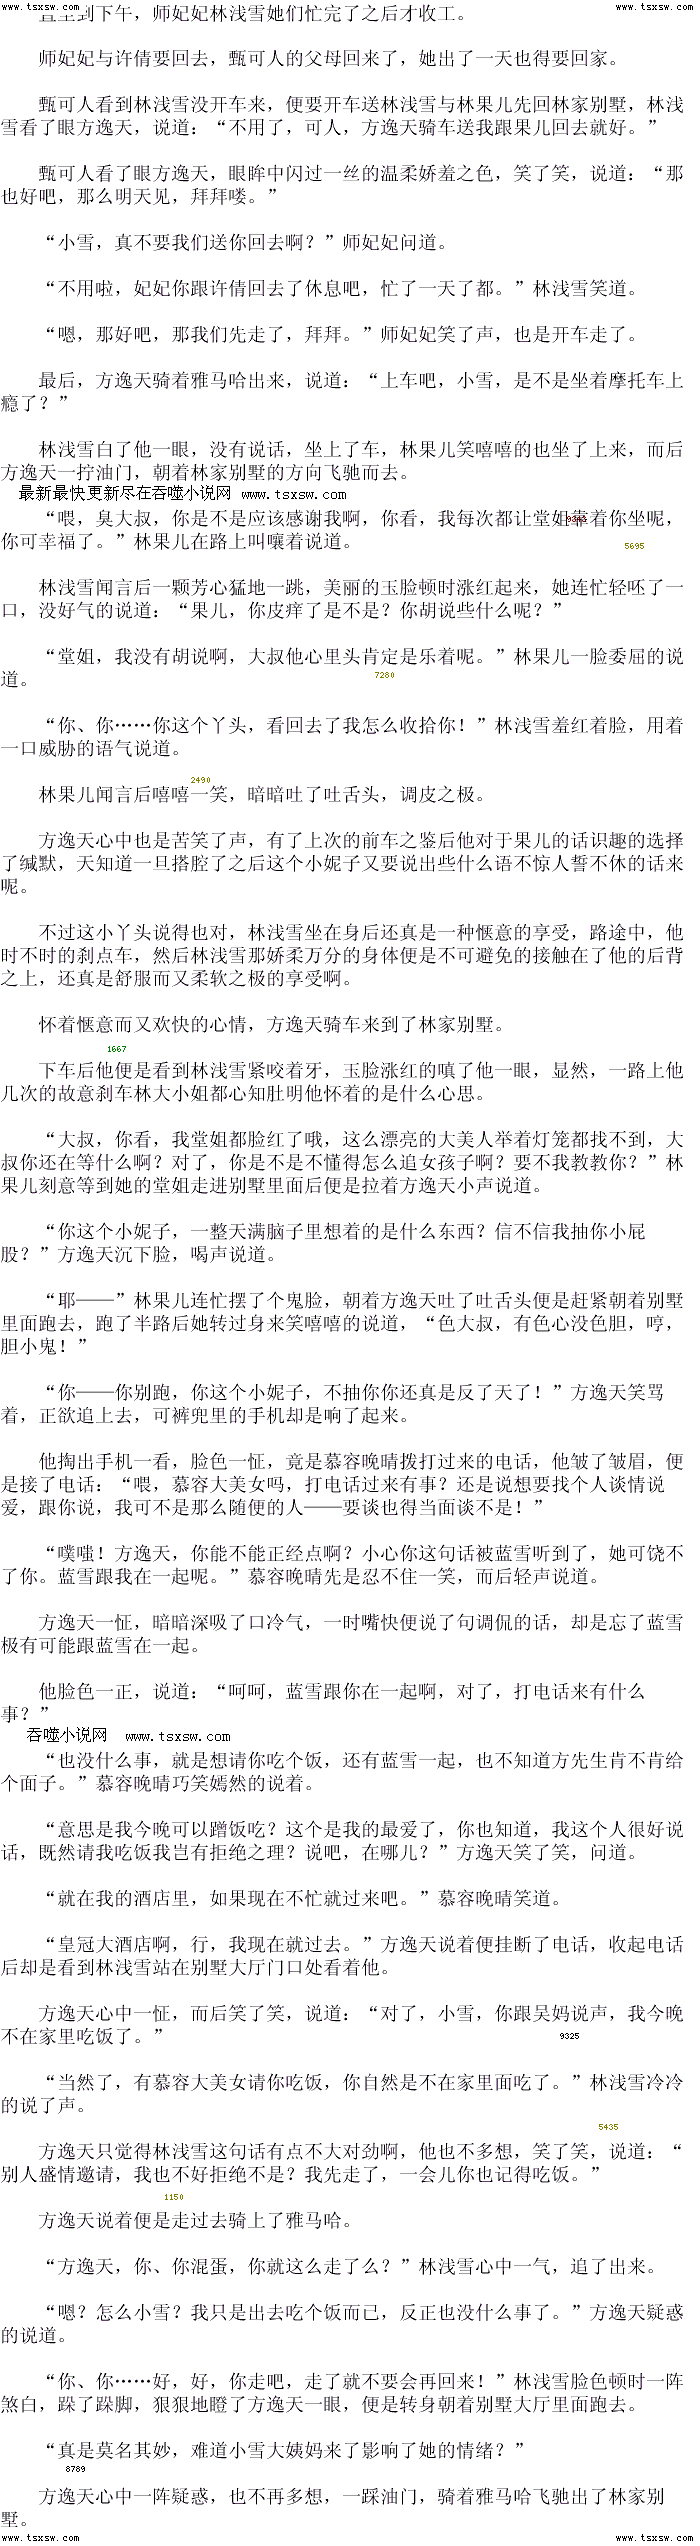 www.tsxsw.com www.tsxsw.com
直至到下午，师妃妃林浅雪她们忙完了之后才收工。
师妃妃与许倩要回去，甄可人的父母回来了，她出了一天也得要回家。
甄可人看到林浅雪没开车来，便要开车送林浅雪与林果儿先回林家别墅，林浅
雪看了眼方逸天，说道：“不用了，可人，方逸天骑车送我跟果儿回去就好。”
甄可人看了眼方逸天，眼眸中闪过一丝的温柔娇羞之色，笑了笑，说道：“那
也好吧，那么明天见，拜拜喽。”
“小雪，真不要我们送你回去啊？”师妃妃问道。
“不用啦，妃妃你跟许倩回去了休息吧，忙了一天了都。”林浅雪笑道。
“嗯，那好吧，那我们先走了，拜拜。”师妃妃笑了声，也是开车走了。
最后，方逸天骑着雅马哈出来，说道：“上车吧，小雪，是不是坐着摩托车上
瘾了？”
林浅雪白了他一眼，没有说话，坐上了车，林果儿笑嘻嘻的也坐了上来，而后
方逸天一拧油门，朝着林家别墅的方向飞驰而去。
最新最快更新尽在吞噬小说网 www.tsxsw.com
“喂，臭大叔，你是不是应该感谢我啊，你看，我每次都让堂姐靠着你坐呢，
你可幸福了。”林果儿在路上叫嚷着说道。
5695
林浅雪闻言后一颗芳心猛地一跳，美丽的玉脸顿时涨红起来，她连忙轻呸了一
口，没好气的说道：“果儿，你皮痒了是不是？你胡说些什么呢？”
“堂姐，我没有胡说啊，大叔他心里头肯定是乐着呢。”林果儿一脸委屈的说
道。
7280
“你、你……你这个丫头，看回去了我怎么收拾你！”林浅雪羞红着脸，用着
一口威胁的语气说道。
2490
林果儿闻言后嘻嘻一笑，暗暗吐了吐舌头，调皮之极。
方逸天心中也是苦笑了声，有了上次的前车之鉴后他对于果儿的话识趣的选择
了缄默，天知道一旦搭腔了之后这个小妮子又要说出些什么语不惊人誓不休的话来
呢。
不过这小丫头说得也对，林浅雪坐在身后还真是一种惬意的享受，路途中，他
时不时的刹点车，然后林浅雪那娇柔万分的身体便是不可避免的接触在了他的后背
之上，还真是舒服而又柔软之极的享受啊。
怀着惬意而又欢快的心情，方逸天骑车来到了林家别墅。
1667
下车后他便是看到林浅雪紧咬着牙，玉脸涨红的嗔了他一眼，显然，一路上他
几次的故意刹车林大小姐都心知肚明他怀着的是什么心思。
“大叔，你看，我堂姐都脸红了哦，这么漂亮的大美人举着灯笼都找不到，大
叔你还在等什么啊？对了，你是不是不懂得怎么追女孩子啊？要不我教教你？”林
果儿刻意等到她的堂姐走进别墅里面后便是拉着方逸天小声说道。
“你这个小妮子，一整天满脑子里想着的是什么东西？信不信我抽你小屁
股？”方逸天沉下脸，喝声说道。
“耶——”林果儿连忙摆了个鬼脸，朝着方逸天吐了吐舌头便是赶紧朝着别墅
里面跑去，跑了半路后她转过身来笑嘻嘻的说道，“色大叔，有色心没色胆，哼，
胆小鬼！”
“你——你别跑，你这个小妮子，不抽你你还真是反了天了！”方逸天笑骂
着，正欲追上去，可裤兜里的手机却是响了起来。
他掏出手机一看，脸色一怔，竟是慕容晚晴拨打过来的电话，他皱了皱眉，便
是接了电话：“喂，慕容大美女吗，打电话过来有事？还是说想要找个人谈情说
爱，跟你说，我可不是那么随便的人——要谈也得当面谈不是！”
“噗嗤！方逸天，你能不能正经点啊？小心你这句话被蓝雪听到了，她可饶不
了你。蓝雪跟我在一起呢。”慕容晚晴先是忍不住一笑，而后轻声说道。
方逸天一怔，暗暗深吸了口冷气，一时嘴快便说了句调侃的话，却是忘了蓝雪
极有可能跟蓝雪在一起。
他脸色一正，说道：“呵呵，蓝雪跟你在一起啊，对了，打电话来有什么
事？”
吞噬小说网 www.tsxsw.com
“也没什么事，就是想请你吃个饭，还有蓝雪一起，也不知道方先生肯不肯给
个面子。”慕容晚晴巧笑嫣然的说着。
“意思是我今晚可以蹭饭吃？这个是我的最爱了，你也知道，我这个人很好说
话，既然请我吃饭我岂有拒绝之理？说吧，在哪儿？”方逸天笑了笑，问道。
“就在我的酒店里，如果现在不忙就过来吧。”慕容晚晴笑道。
“皇冠大酒店啊，行，我现在就过去。”方逸天说着便挂断了电话，收起电话
后却是看到林浅雪站在别墅大厅门口处看着他。
方逸天心中一怔，而后笑了笑，说道：“对了，小雪，你跟吴妈说声，我今晚
不在家里吃饭了。”
9325
“当然了，有慕容大美女请你吃饭，你自然是不在家里面吃了。”林浅雪冷冷
的说了声。
5435
方逸天只觉得林浅雪这句话有点不大对劲啊，他也不多想，笑了笑，说道：“
别人盛情邀请，我也不好拒绝不是？我先走了，一会儿你也记得吃饭。”
1150
方逸天说着便是走过去骑上了雅马哈。
“方逸天，你、你混蛋，你就这么走了么？”林浅雪心中一气，追了出来。
“嗯？怎么小雪？我只是出去吃个饭而已，反正也没什么事了。”方逸天疑惑
的说道。
“你、你……好，好，你走吧，走了就不要会再回来！”林浅雪脸色顿时一阵
煞白，跺了跺脚，狠狠地瞪了方逸天一眼，便是转身朝着别墅大厅里面跑去。
“真是莫名其妙，难道小雪大姨妈来了影响了她的情绪？”
8789
方逸天心中一阵疑惑，也不再多想，一踩油门，骑着雅马哈飞驰出了林家别
墅。
www.tsxsw.com www.tsxsw.com